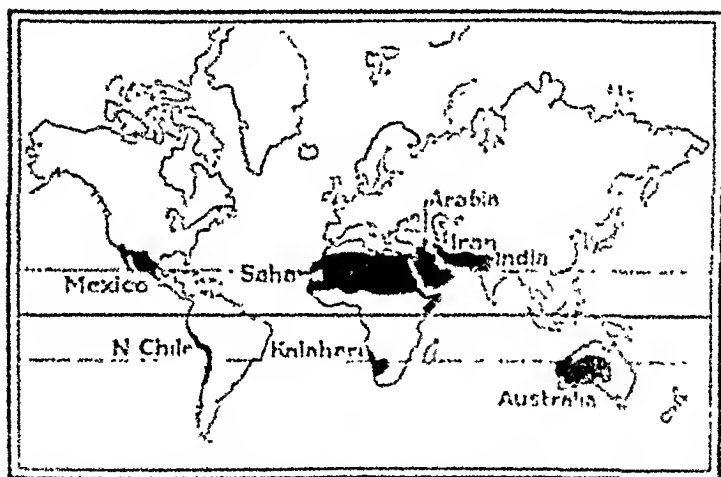 Arabia
Iran
India
Saha
Mexico
N Chile
Kalahari
Australia